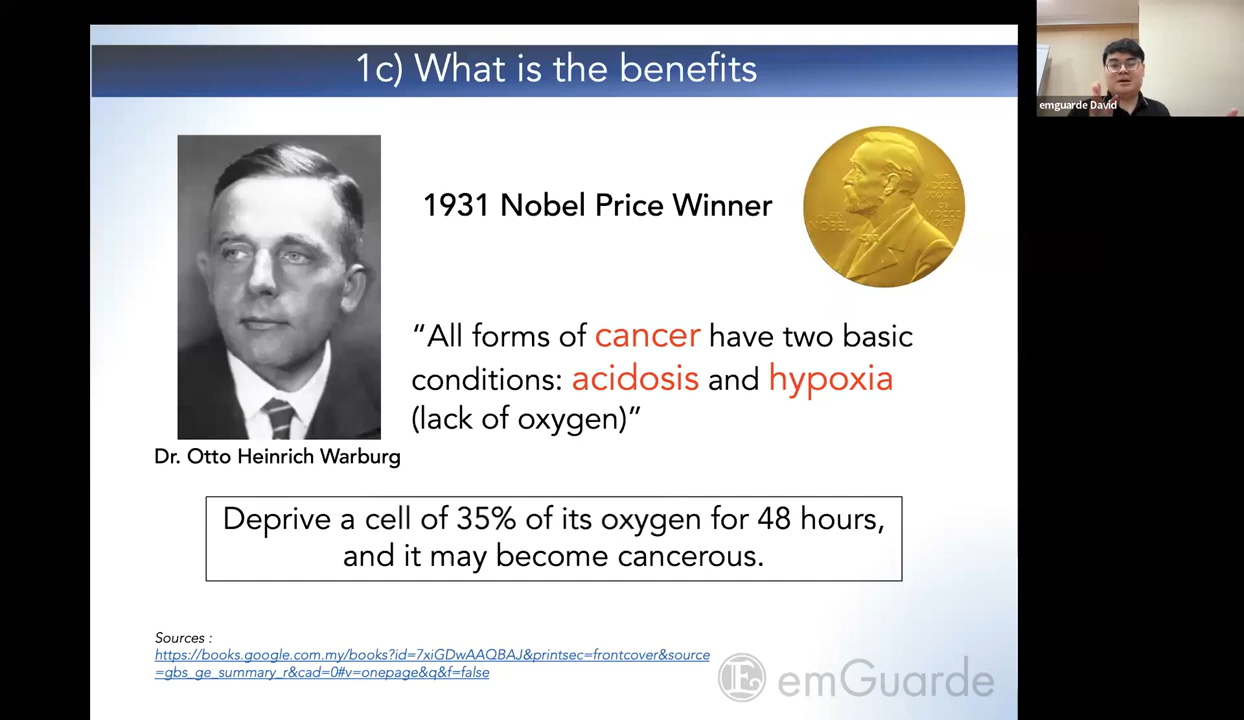 1c) What is the benefits
emguarde David
1931 Nobel Price Winner
NOBEL
"All forms of cancer have two basic
conditions: acidosis and hypoxia
(lack of oxygen)"
Dr. Otto Heinrich Warburg
Deprive a cell of 35% of its oxygen for 48 hours,
and it may become cancerous.
Sources :
https://books.google.com.my/books?id=7xiGDwAAQBAJ&printsec=frontcover&source
=gbs_ge_summary_r&cad=0#v=onepage&q&f=false
emGuarde